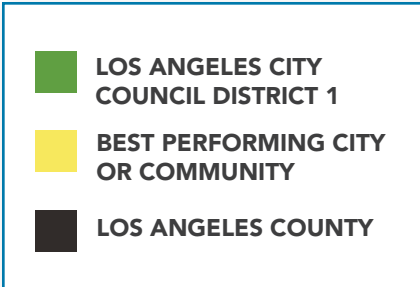 LOS ANGELES CITY
COUNCIL DISTRICT 1
BEST PERFORMING CITY
OR COMMUNITY
LOS ANGELES COUNTY